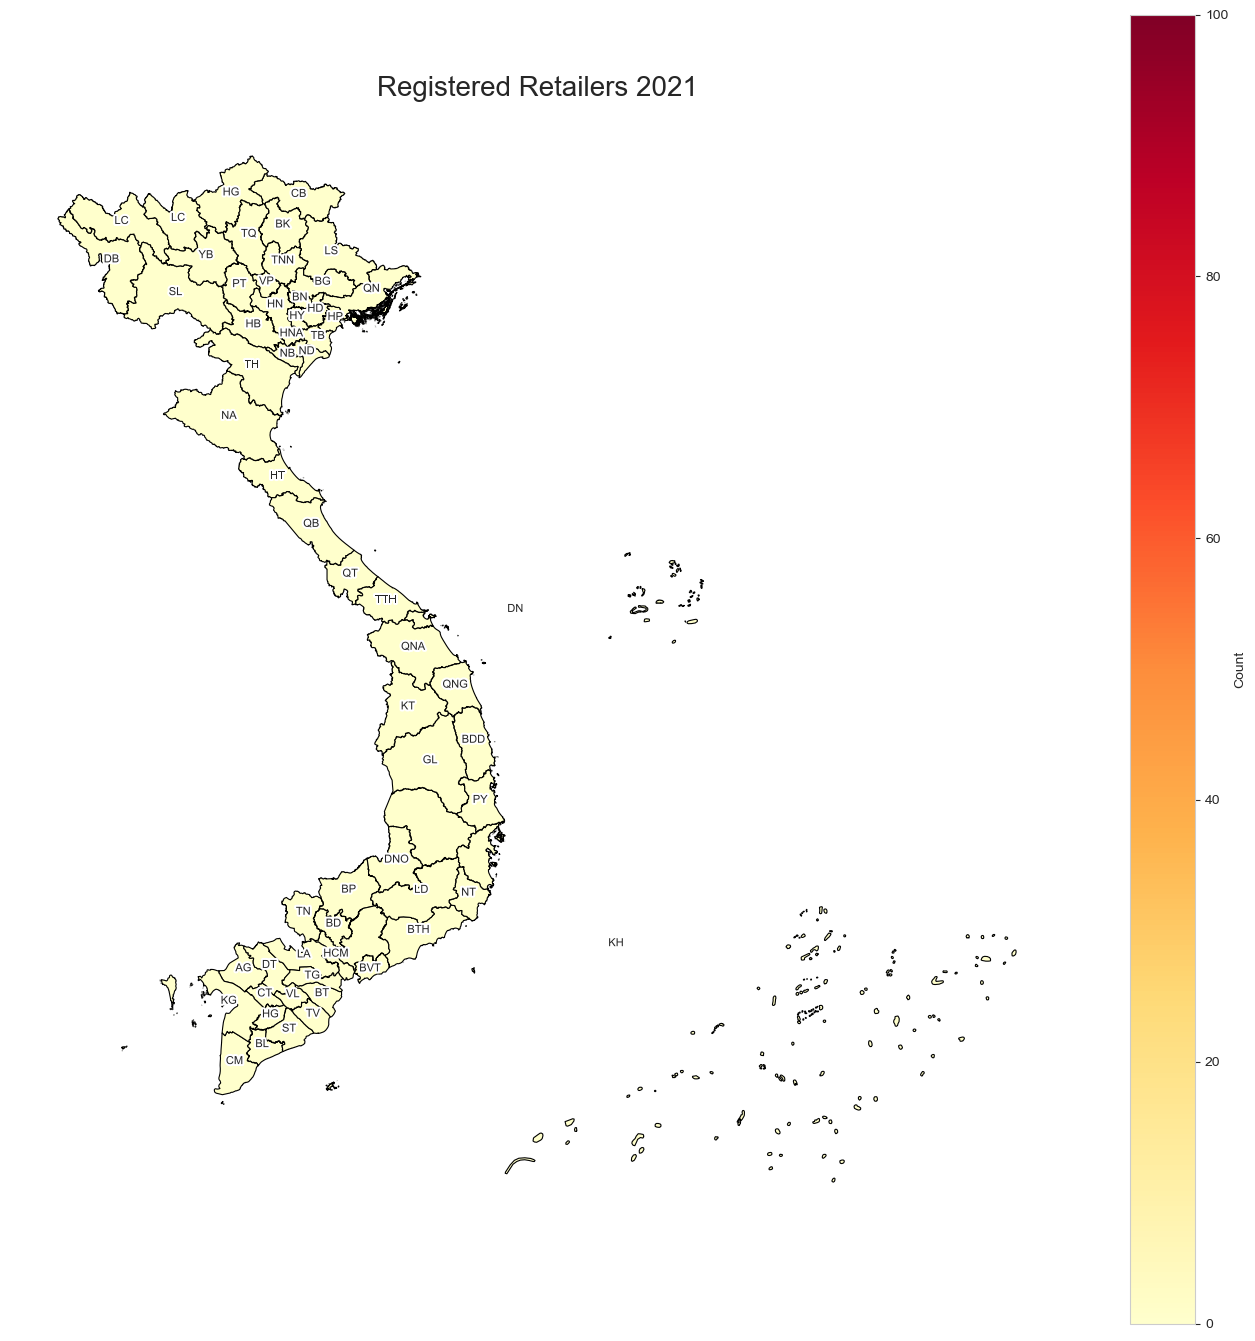 Registered Retailers 2021
HG
CB
LC
LC
BK
TQ
LS
YB
DB
TNN
PT
VP
BG
QN
SL
BN
HN
HD
HY
HP
HB
HNA
TB
NB
ND
TH
NA
HT
QB
QT
TTH
DN
QNA
QNG
KT
BDD
GL
PY
DNO
BP
LD
NT
TN
BD
BTH
KH
LA
HCM
AG
DT
BVT
TG
KG
CT
VL
BT
HG
TV
ST
BL
CM
100
80
60
40
20
0
Count